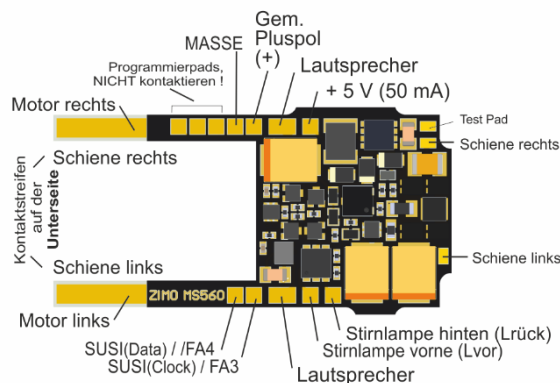 Gem.
Pluspol
(+)
MASSE
Programmierpads,
NICHT kontaktieren !
Lautsprecher
+ 5 V (50 mA)
Motor rechts
Test Pad
Schiene rechts
Schiene rechts
Kontaktstreifen
auf der
Unterseite
Schiene links
Schiene links
ZIMO MS560
Motor links
SUSI(Data) / /FA4
SUSI(Clock) / FA3
Stirnlampe hinten (Lrück)
Stirnlampe vorne (Lvor)
Lautsprecher